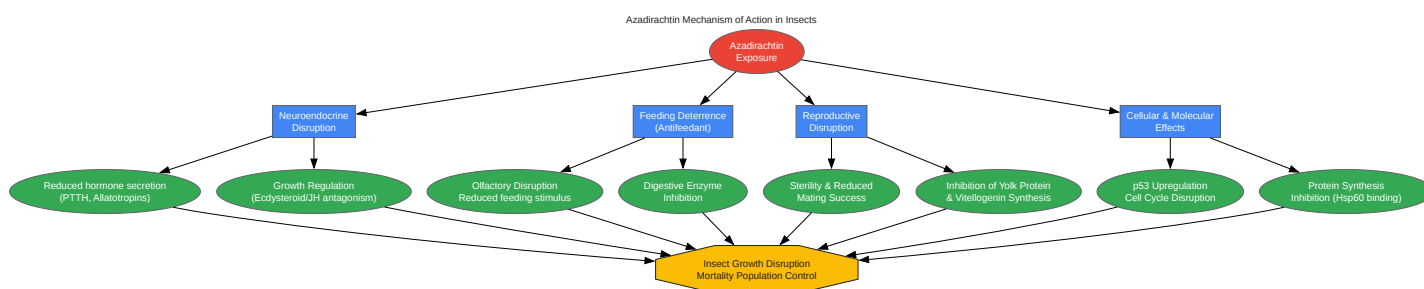 Azadirachtin Mechanism of Action in Insects
Azadirachtin
Exposure
Neuroendocrine
Disruption
Feeding Deterrence
(Antifeedant)
Reproductive
Disruption
Cellular & Molecular
Effects
Reduced hormone secretion
(PTTH, Allatotropins)
Growth Regulation
(Ecdysteroid/JH antagonism)
Olfactory Disruption
Reduced feeding stimulus
Digestive Enzyme
Inhibition
Sterility & Reduced
Mating Success
Inhibition of Yolk Protein
& Vitellogenin Synthesis
p53 Upregulation
Cell Cycle Disruption
Protein Synthesis
Inhibition (Hsp60 binding)
Insect Growth Disruption
Mortality Population Control